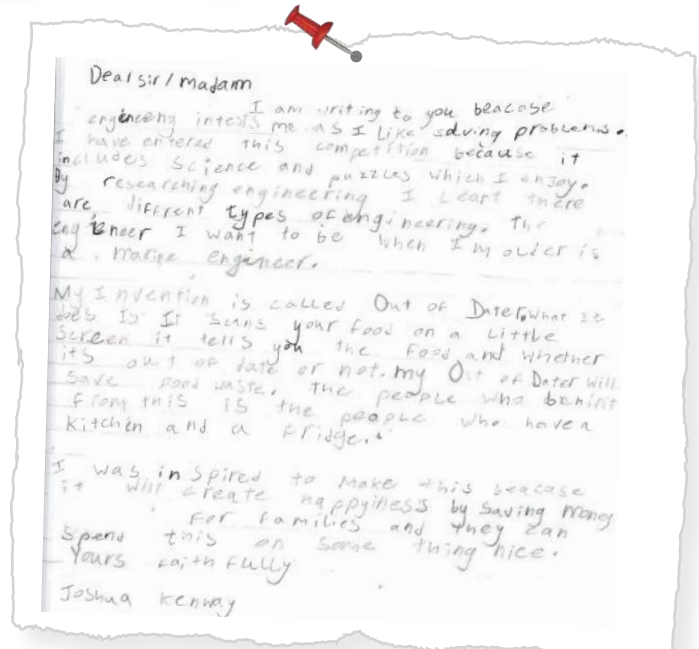 Dear sir/madam
I am writing to you beacase
engineeng intests me as I like solving problems.
I have entered this competition because it
includes science and puzzles which I enjoy.
By researching engineering I leart there
are diffrent types of engineering. The
engineer I want to be when I'm older is
a marine engineer.
My Invention is called Out of Dater. What it
does Is It scans your food on a little
screen it tells you the food and whether
its out of date or not. my Out of Dater will
save food waste. The people who benifit
from this is the people who have a
kitchen and a fridge.
I was inspired to make this beacase
it will create happyiness by saving money
for families and they can
spend this on some thing nice.
Yours faithfully
Joshua Kenway